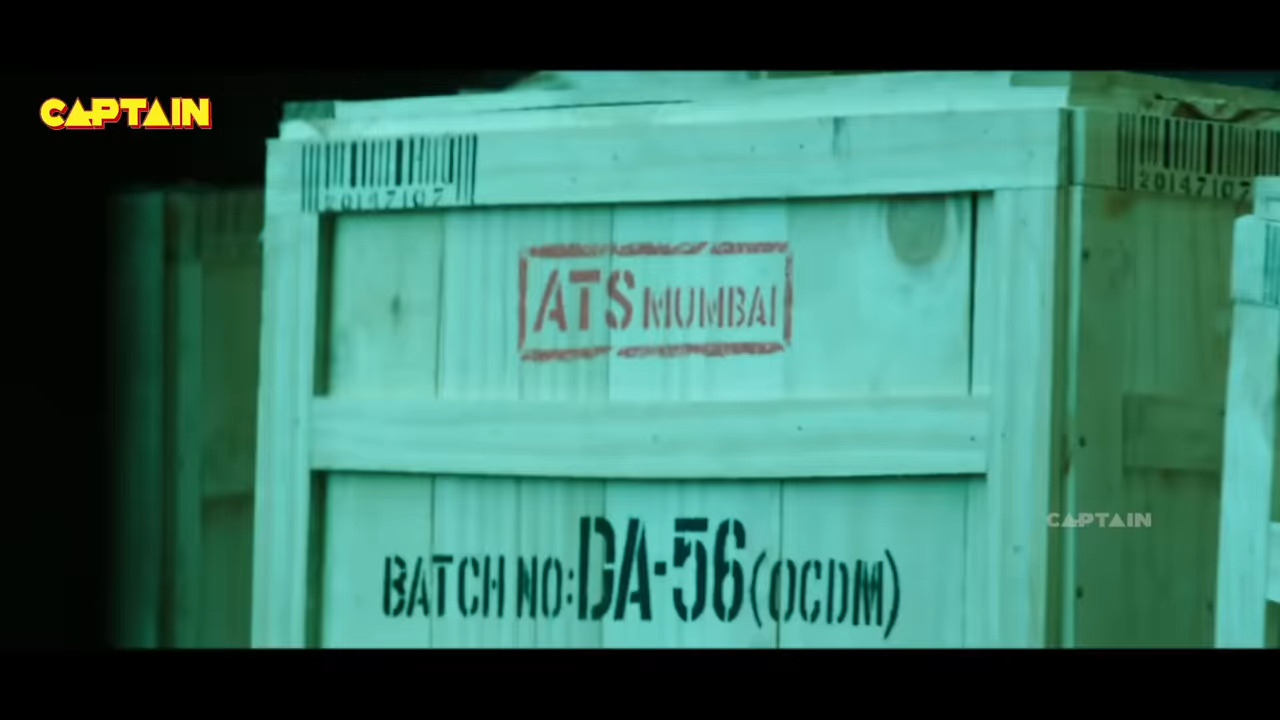 CAPTAIN
20147107
20147107
ATS MUMBAI
CAPTAIN
BATCH NO: DA-56 (OCDM)